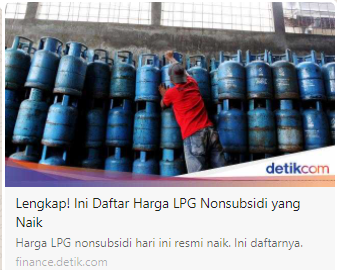 detikcom
Lengkap! Ini Daftar Harga LPG Nonsubsidi yang
Naik
Harga LPG nonsubsidi hari ini resmi naik. Ini daftarnya.
finance.detik.com